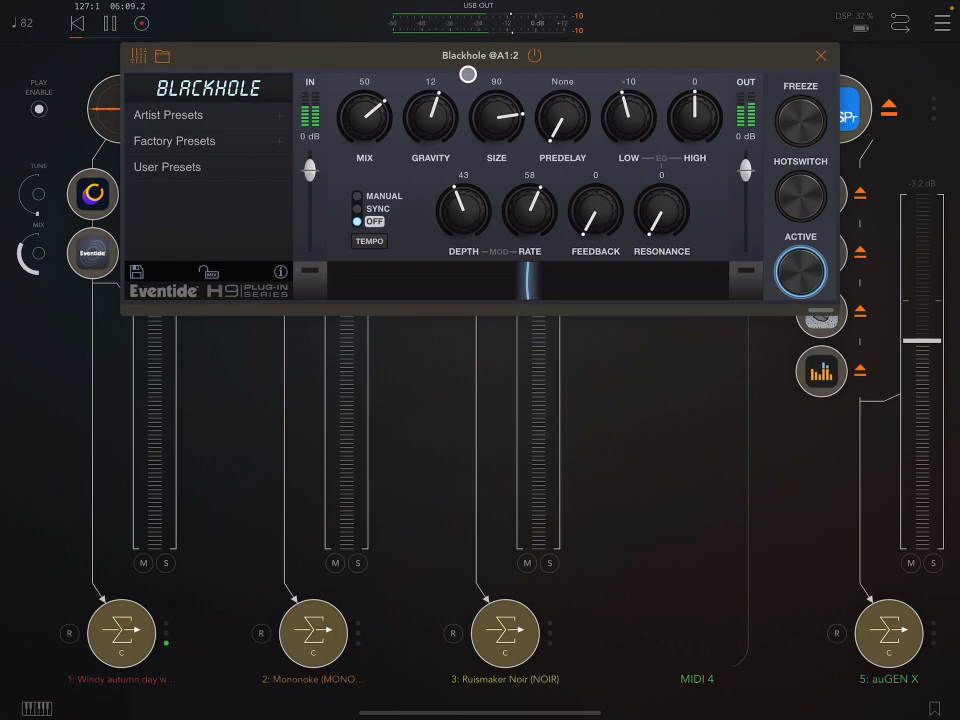 127:1 06:09.2
♩ 82
USB OUT
-60 -48 -36 -24 -12 0 dB +12
-10
-10
DSP: 32 %
Blackhole @A1:2
PLAY
ENABLE
TUNE
MIX
BLACKHOLE
Artist Presets +
Factory Presets +
User Presets
Eventide H9 PLUG-IN SERIES
MIX
IN
0 dB
50 12 90 None -10 0
MIX GRAVITY SIZE PREDELAY LOW EQ HIGH
OUT
0 dB
MANUAL
SYNC
OFF
TEMPO
43 58 0 0
DEPTH MOD RATE FEEDBACK RESONANCE
FREEZE
HOTSWITCH
ACTIVE
Eventide
SPr
-3.2 dB
M S M S M S M S
R C R C R C R C
1: Windy autumn day w...
2: Mononoke (MONO...
3: Ruismaker Noir (NOIR)
MIDI 4
5: auGEN X